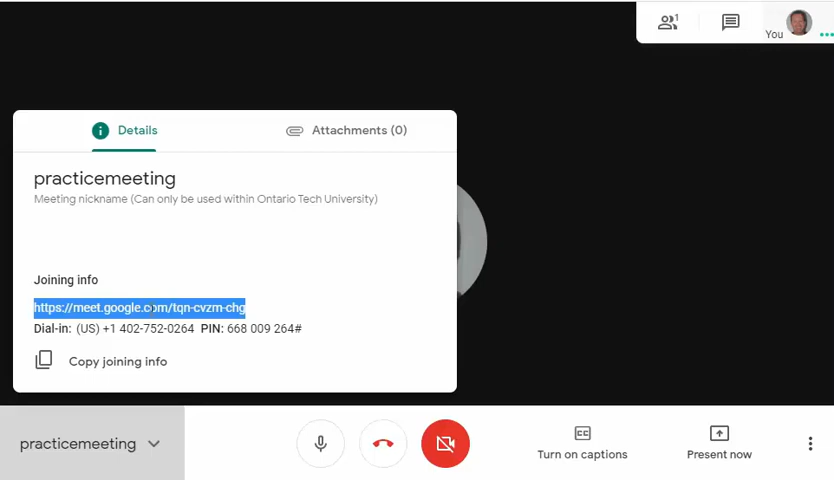 1
You
Details
Attachments (0)
practicemeeting
Meeting nickname (Can only be used within Ontario Tech University)
Joining info
https://meet.google.com/tqn-cvzm-chg
Dial-in: (US) +1 402-752-0264 PIN: 668 009 264#
Copy joining info
practicemeeting
CC
Turn on captions
Present now